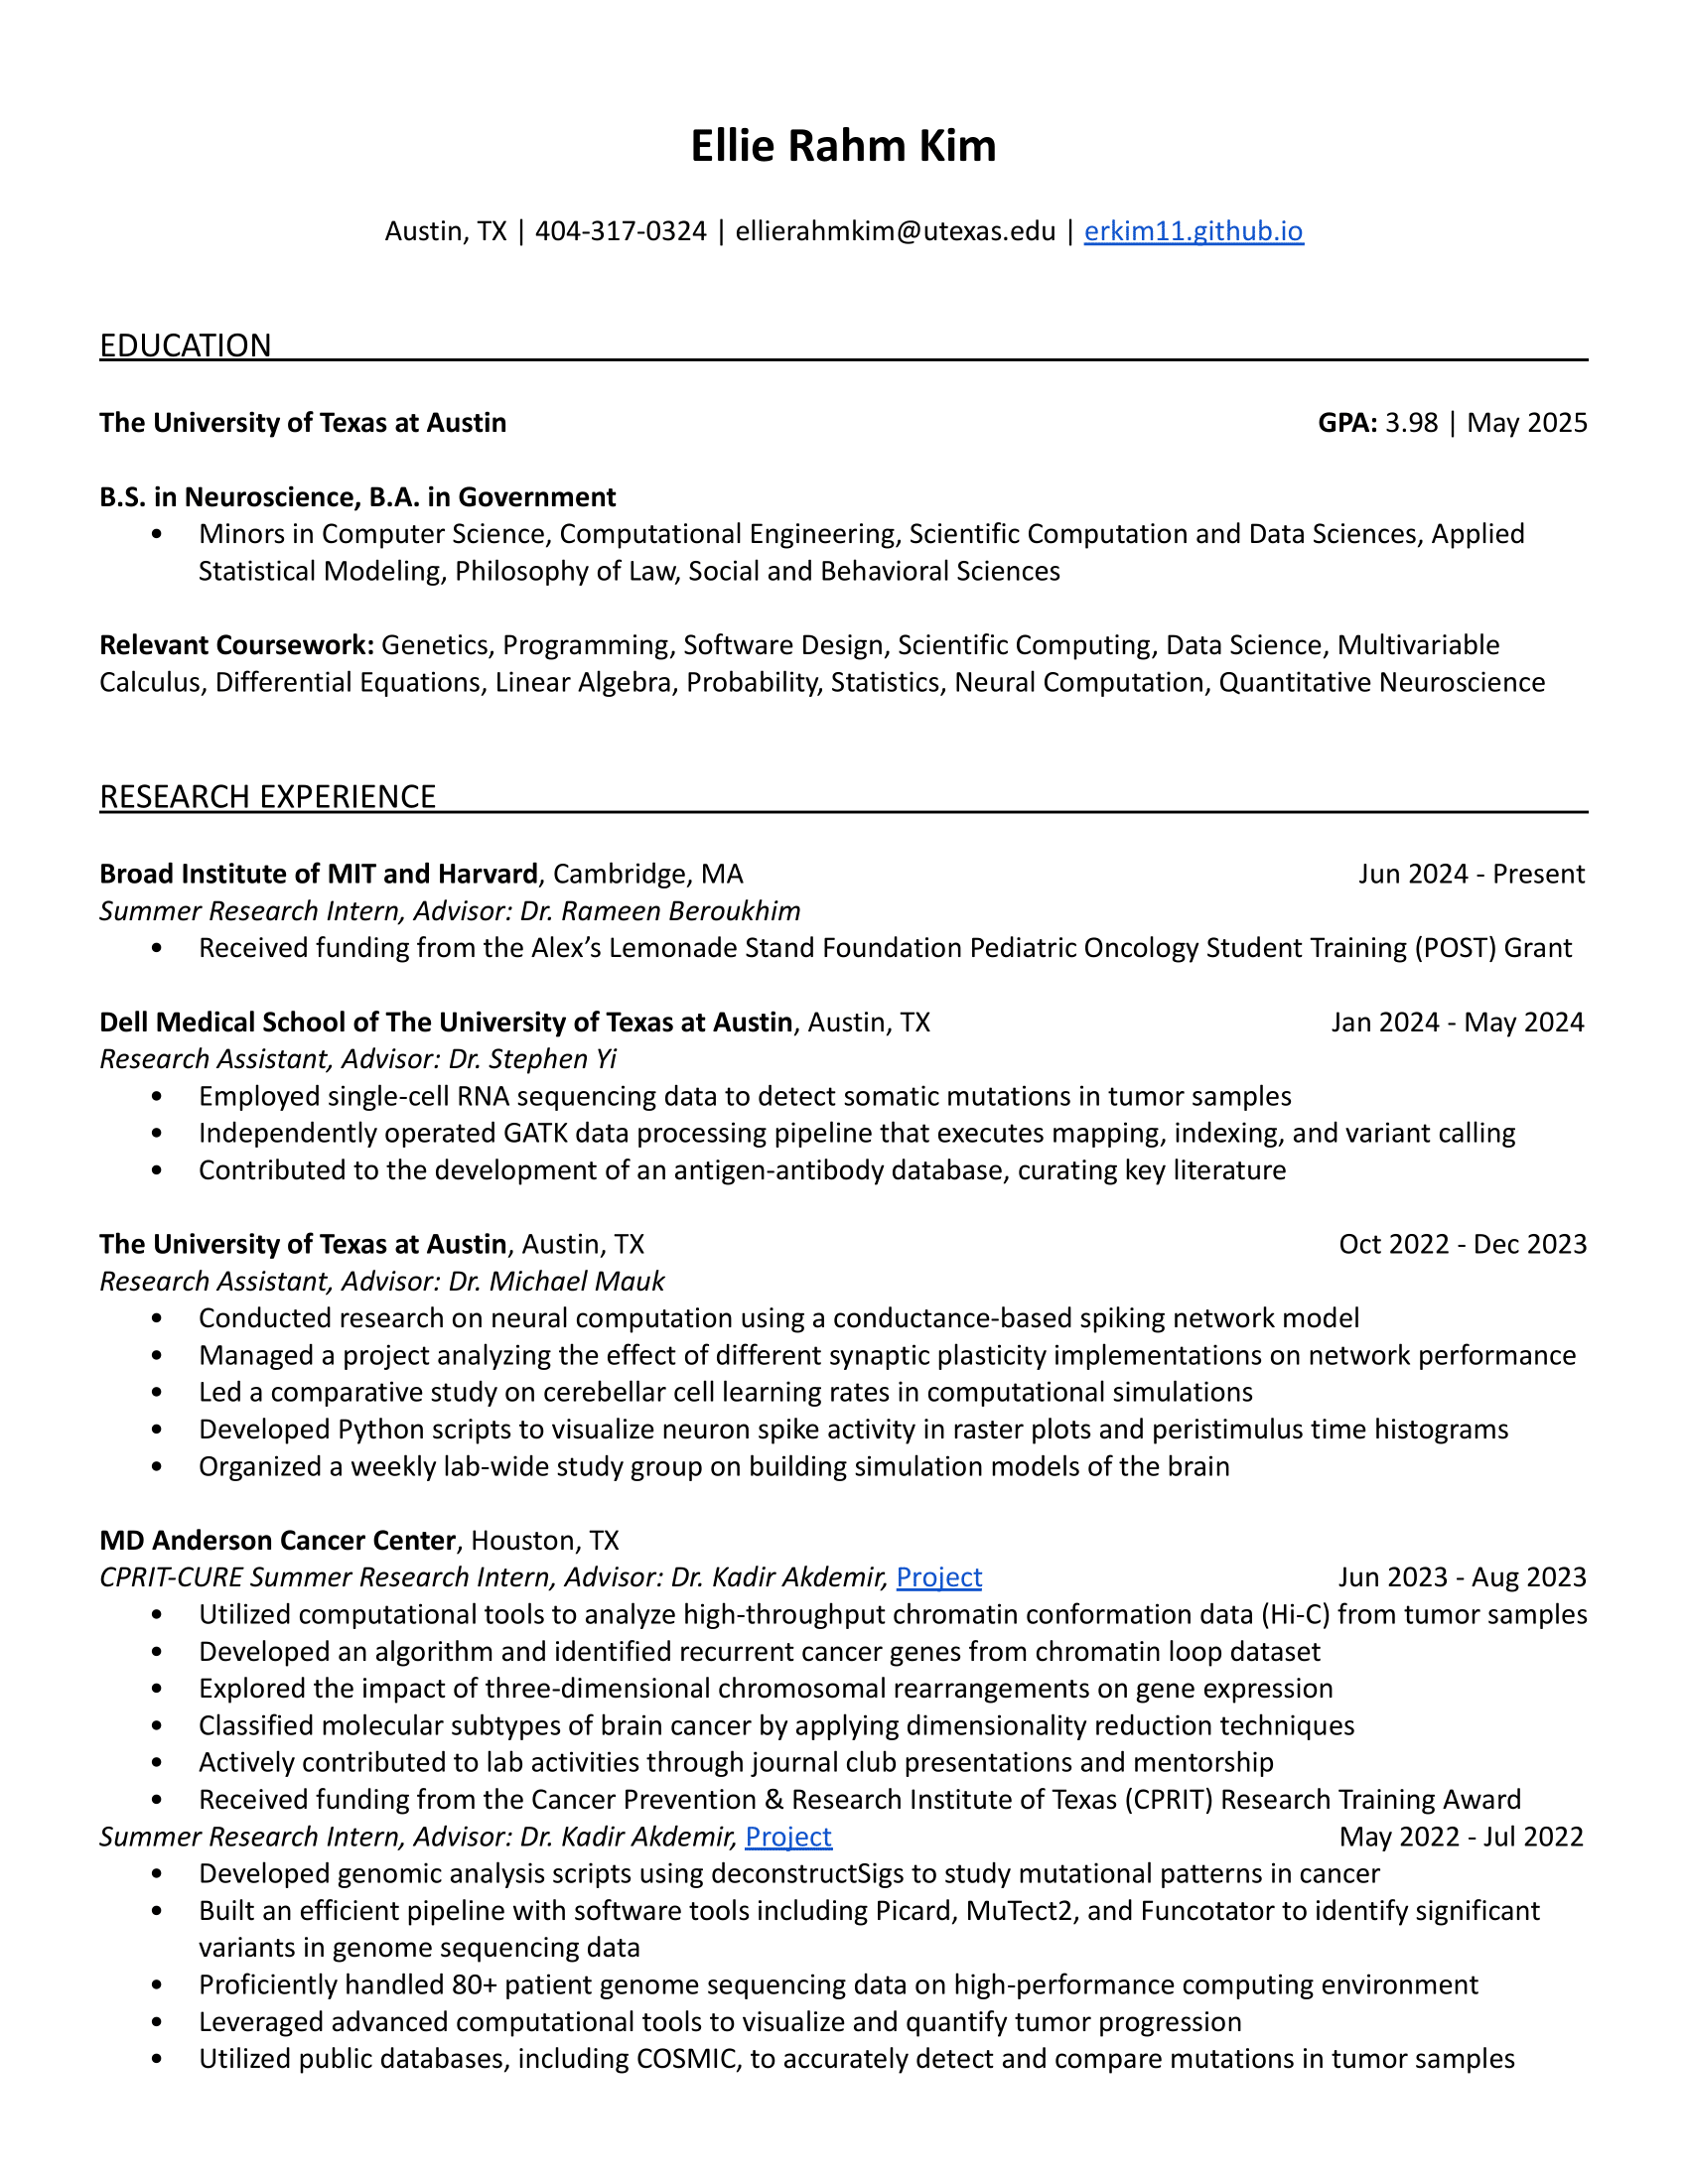 Ellie Rahm Kim
Austin, TX | 404-317-0324 | ellierahmkim@utexas.edu | erkim11.github.io
EDUCATION
The University of Texas at Austin GPA: 3.98 | May 2025
B.S. in Neuroscience, B.A. in Government
• Minors in Computer Science, Computational Engineering, Scientific Computation and Data Sciences, Applied
Statistical Modeling, Philosophy of Law, Social and Behavioral Sciences
Relevant Coursework: Genetics, Programming, Software Design, Scientific Computing, Data Science, Multivariable
Calculus, Differential Equations, Linear Algebra, Probability, Statistics, Neural Computation, Quantitative Neuroscience
RESEARCH EXPERIENCE
Broad Institute of MIT and Harvard, Cambridge, MA Jun 2024 - Present
Summer Research Intern, Advisor: Dr. Rameen Beroukhim
• Received funding from the Alex’s Lemonade Stand Foundation Pediatric Oncology Student Training (POST) Grant
Dell Medical School of The University of Texas at Austin, Austin, TX Jan 2024 - May 2024
Research Assistant, Advisor: Dr. Stephen Yi
• Employed single-cell RNA sequencing data to detect somatic mutations in tumor samples
• Independently operated GATK data processing pipeline that executes mapping, indexing, and variant calling
• Contributed to the development of an antigen-antibody database, curating key literature
The University of Texas at Austin, Austin, TX Oct 2022 - Dec 2023
Research Assistant, Advisor: Dr. Michael Mauk
• Conducted research on neural computation using a conductance-based spiking network model
• Managed a project analyzing the effect of different synaptic plasticity implementations on network performance
• Led a comparative study on cerebellar cell learning rates in computational simulations
• Developed Python scripts to visualize neuron spike activity in raster plots and peristimulus time histograms
• Organized a weekly lab-wide study group on building simulation models of the brain
MD Anderson Cancer Center, Houston, TX
CPRIT-CURE Summer Research Intern, Advisor: Dr. Kadir Akdemir, Project Jun 2023 - Aug 2023
• Utilized computational tools to analyze high-throughput chromatin conformation data (Hi-C) from tumor samples
• Developed an algorithm and identified recurrent cancer genes from chromatin loop dataset
• Explored the impact of three-dimensional chromosomal rearrangements on gene expression
• Classified molecular subtypes of brain cancer by applying dimensionality reduction techniques
• Actively contributed to lab activities through journal club presentations and mentorship
• Received funding from the Cancer Prevention & Research Institute of Texas (CPRIT) Research Training Award
Summer Research Intern, Advisor: Dr. Kadir Akdemir, Project May 2022 - Jul 2022
• Developed genomic analysis scripts using deconstructSigs to study mutational patterns in cancer
• Built an efficient pipeline with software tools including Picard, MuTect2, and Funcotator to identify significant
variants in genome sequencing data
• Proficiently handled 80+ patient genome sequencing data on high-performance computing environment
• Leveraged advanced computational tools to visualize and quantify tumor progression
• Utilized public databases, including COSMIC, to accurately detect and compare mutations in tumor samples